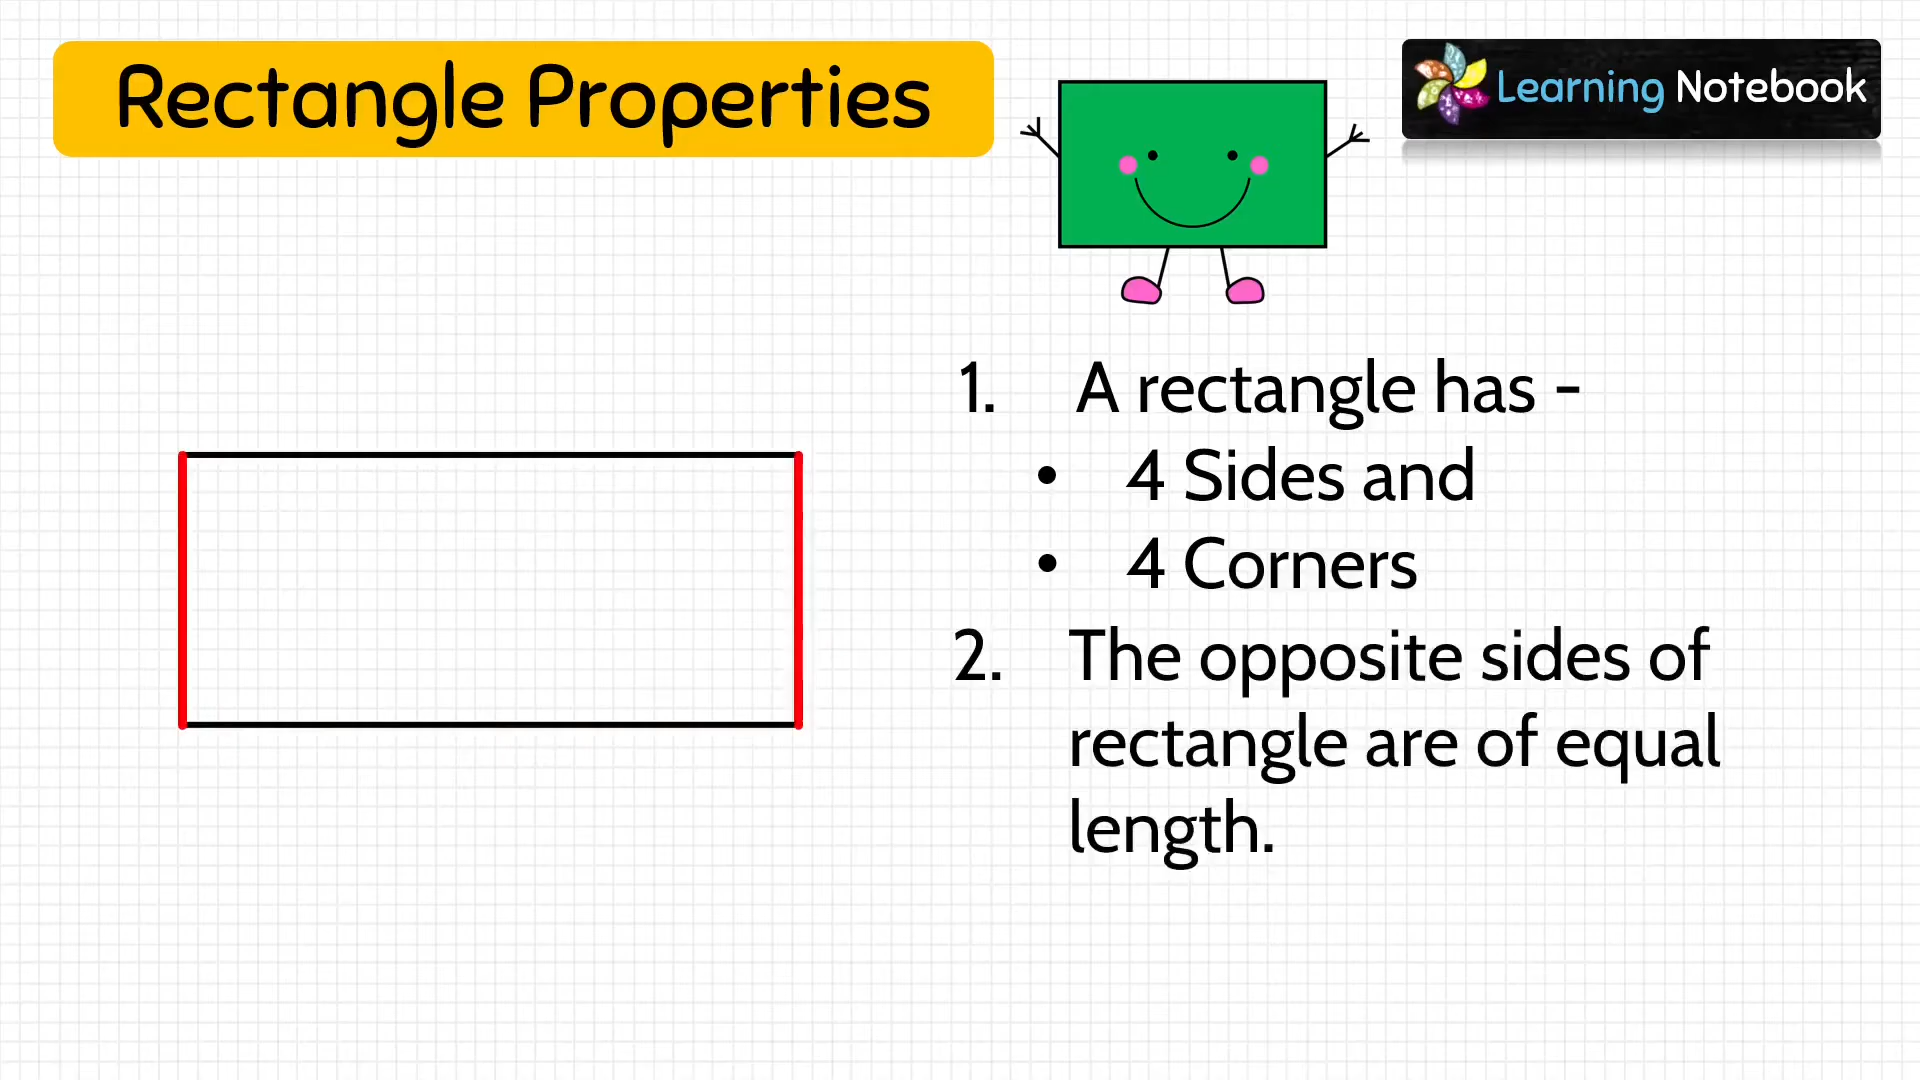 Rectangle Properties
Learning Notebook
1. A rectangle has -
• 4 Sides and
• 4 Corners
2. The opposite sides of
rectangle are of equal
length.